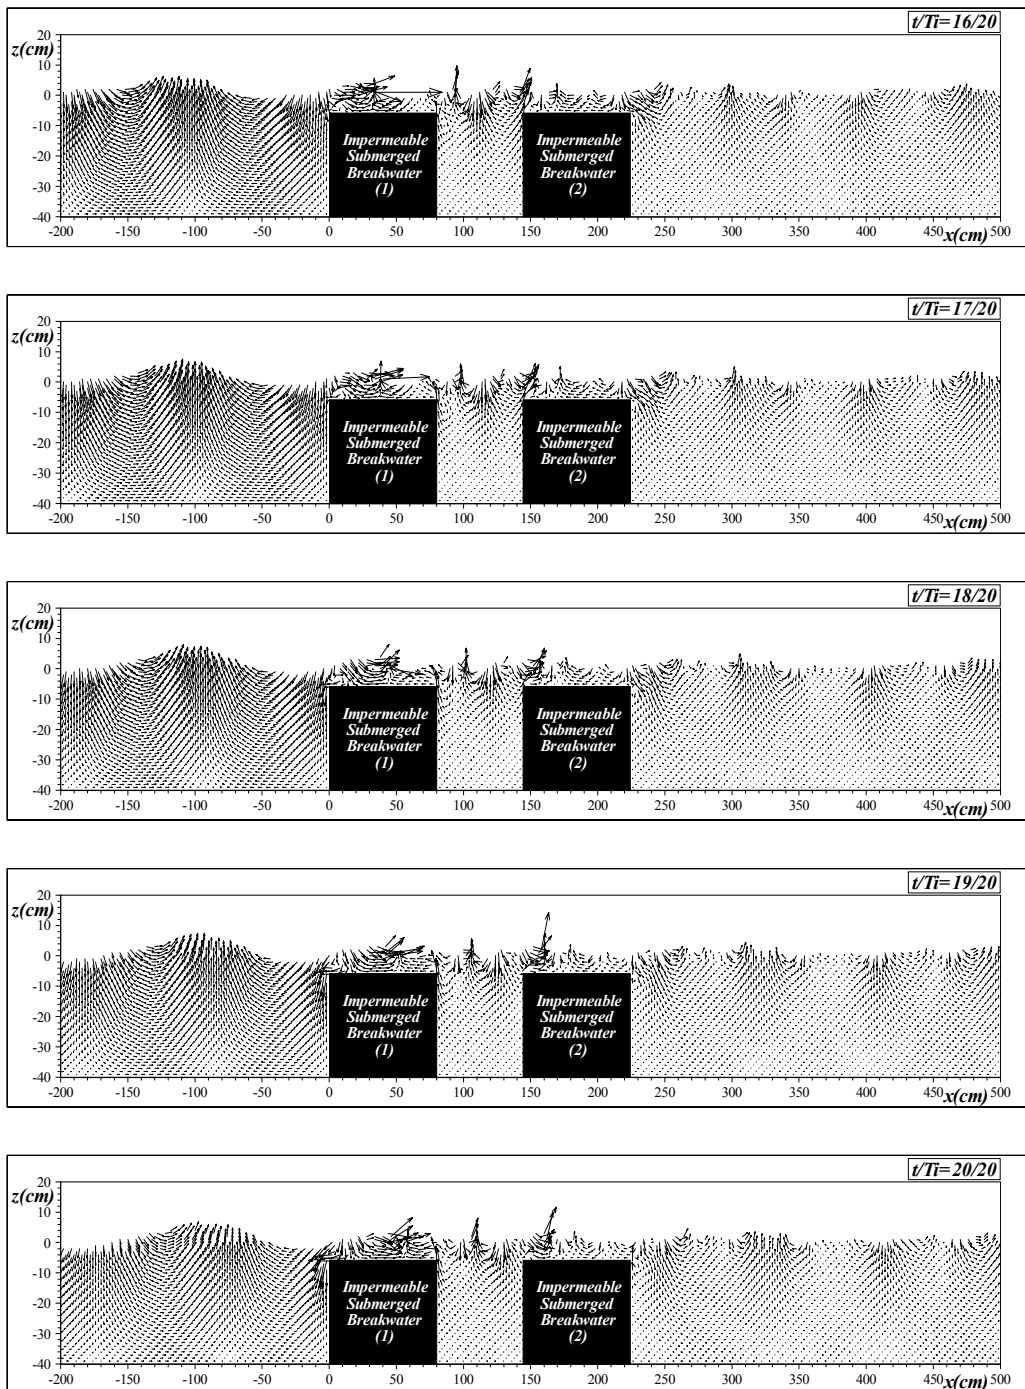 t/Ti=16/20
20
z(cm)
10
0
-10
-20
-30
-40
Impermeable
Submerged
Breakwater
(1)
Impermeable
Submerged
Breakwater
(2)
-200 -150 -100 -50 0 50 100 150 200 250 300 350 400 450 x(cm) 500
t/Ti=17/20
20
z(cm)
10
0
-10
-20
-30
-40
Impermeable
Submerged
Breakwater
(1)
Impermeable
Submerged
Breakwater
(2)
-200 -150 -100 -50 0 50 100 150 200 250 300 350 400 450 x(cm) 500
t/Ti=18/20
20
z(cm)
10
0
-10
-20
-30
-40
Impermeable
Submerged
Breakwater
(1)
Impermeable
Submerged
Breakwater
(2)
-200 -150 -100 -50 0 50 100 150 200 250 300 350 400 450 x(cm) 500
t/Ti=19/20
20
z(cm)
10
0
-10
-20
-30
-40
Impermeable
Submerged
Breakwater
(1)
Impermeable
Submerged
Breakwater
(2)
-200 -150 -100 -50 0 50 100 150 200 250 300 350 400 450 x(cm) 500
t/Ti=20/20
20
z(cm)
10
0
-10
-20
-30
-40
Impermeable
Submerged
Breakwater
(1)
Impermeable
Submerged
Breakwater
(2)
-200 -150 -100 -50 0 50 100 150 200 250 300 350 400 450 x(cm) 500